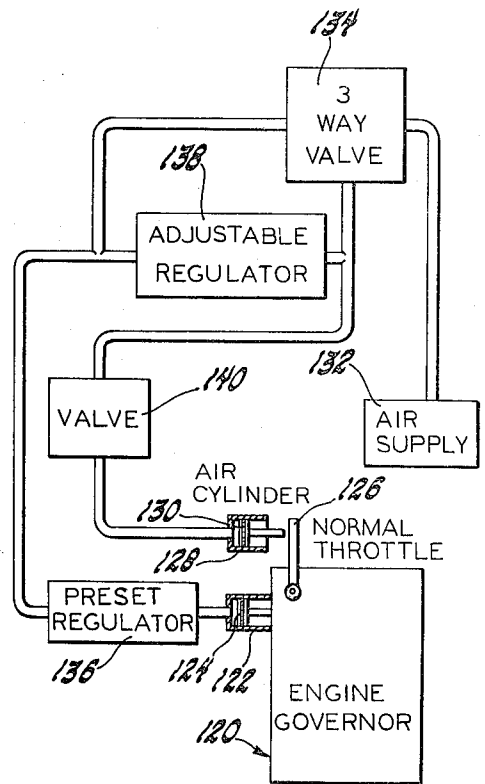 134
3
WAY
VALVE
138
ADJUSTABLE
REGULATOR
132
140
VALVE
AIR
SUPPLY
AIR
CYLINDER
126
130
NORMAL
THROTTLE
128
PRESET
REGULATOR
136
124
122
ENGINE
GOVERNOR
120